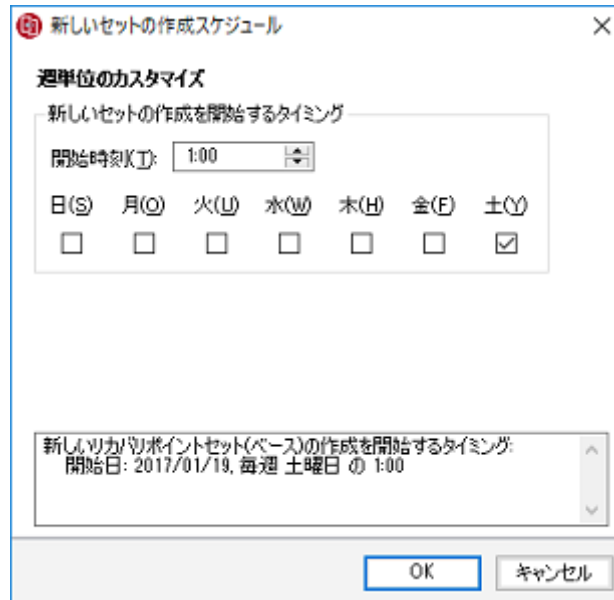 新しいセットの作成スケジュール
週単位のカスタマイズ
新しいセットの作成を開始するタイミング
開始時刻(T): 1:00
日(S) 月(O) 火(U) 水(W) 木(H) 金(F) 土(Y)
新しいリカバリポイントセット(ベース)の作成を開始するタイミング:
開始日: 2017/01/19, 毎週 土曜日 の 1:00
OK キャンセル